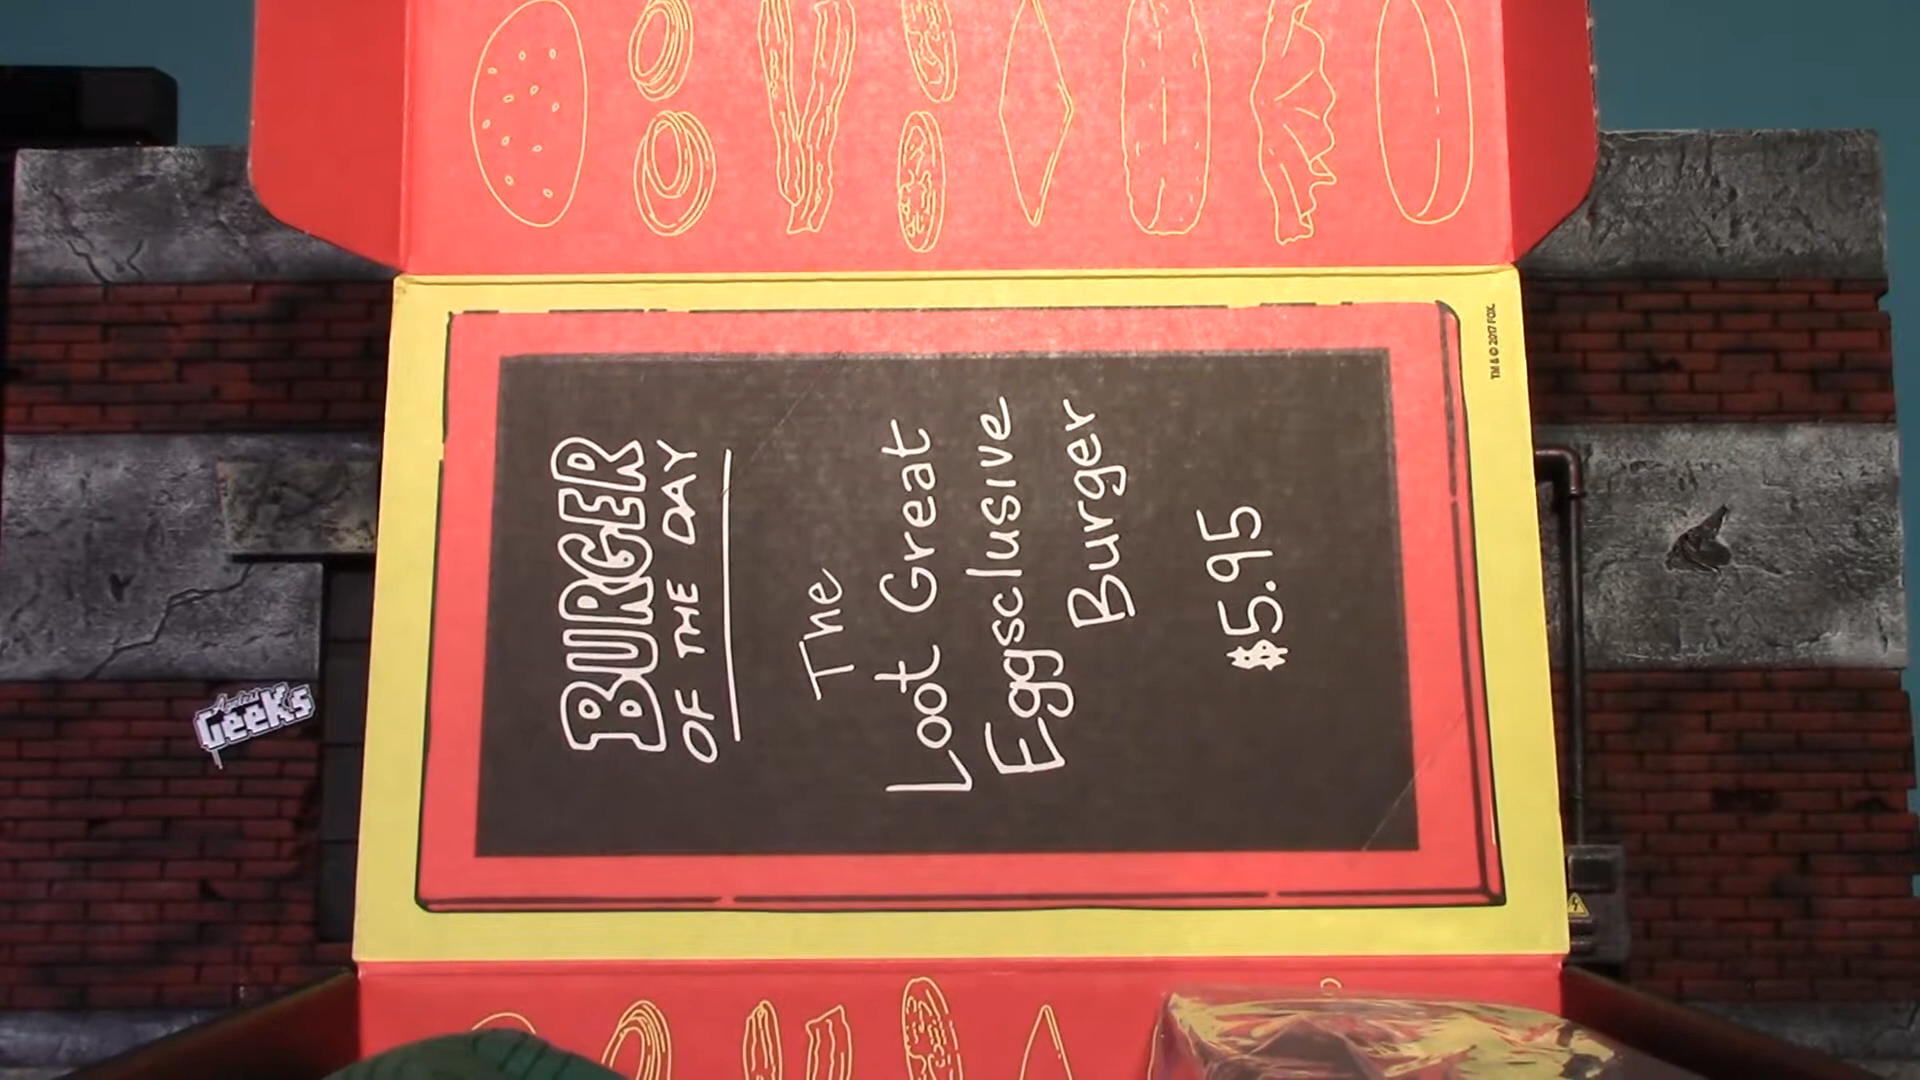 BURGER
OF THE DAY
The
Loot Great
Eggsclusive
Burger
$5.95
TM & © 2017 FOX.
GeeKs